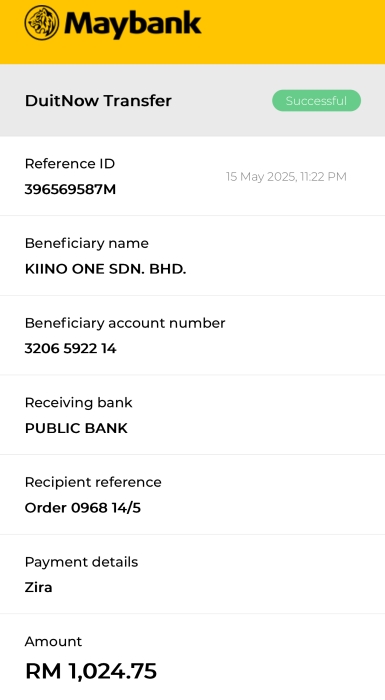 Maybank
DuitNow Transfer
Successful
Reference ID
396569587M
15 May 2025, 11:22 PM
Beneficiary name
KIINO ONE SDN. BHD.
Beneficiary account number
3206 5922 14
Receiving bank
PUBLIC BANK
Recipient reference
Order 0968 14/5
Payment details
Zira
Amount
RM 1,024.75